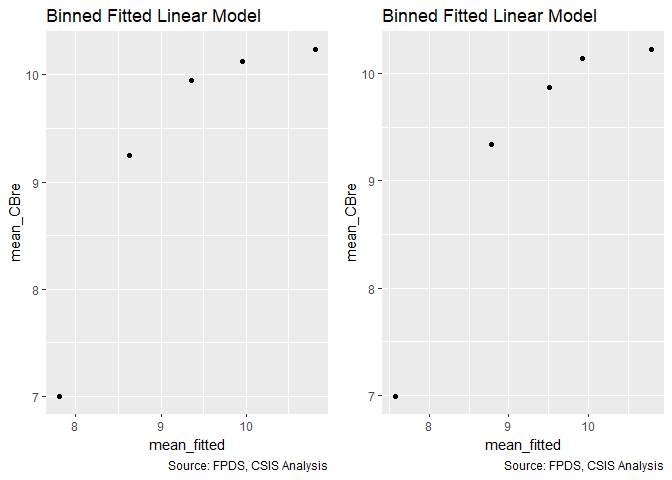 Binned Fitted Linear Model
10
9
8
7
mean_CBre
8 9 10
mean_fitted
Source: FPDS, CSIS Analysis
Binned Fitted Linear Model
10
9
8
7
mean_CBre
8 9 10
mean_fitted
Source: FPDS, CSIS Analysis